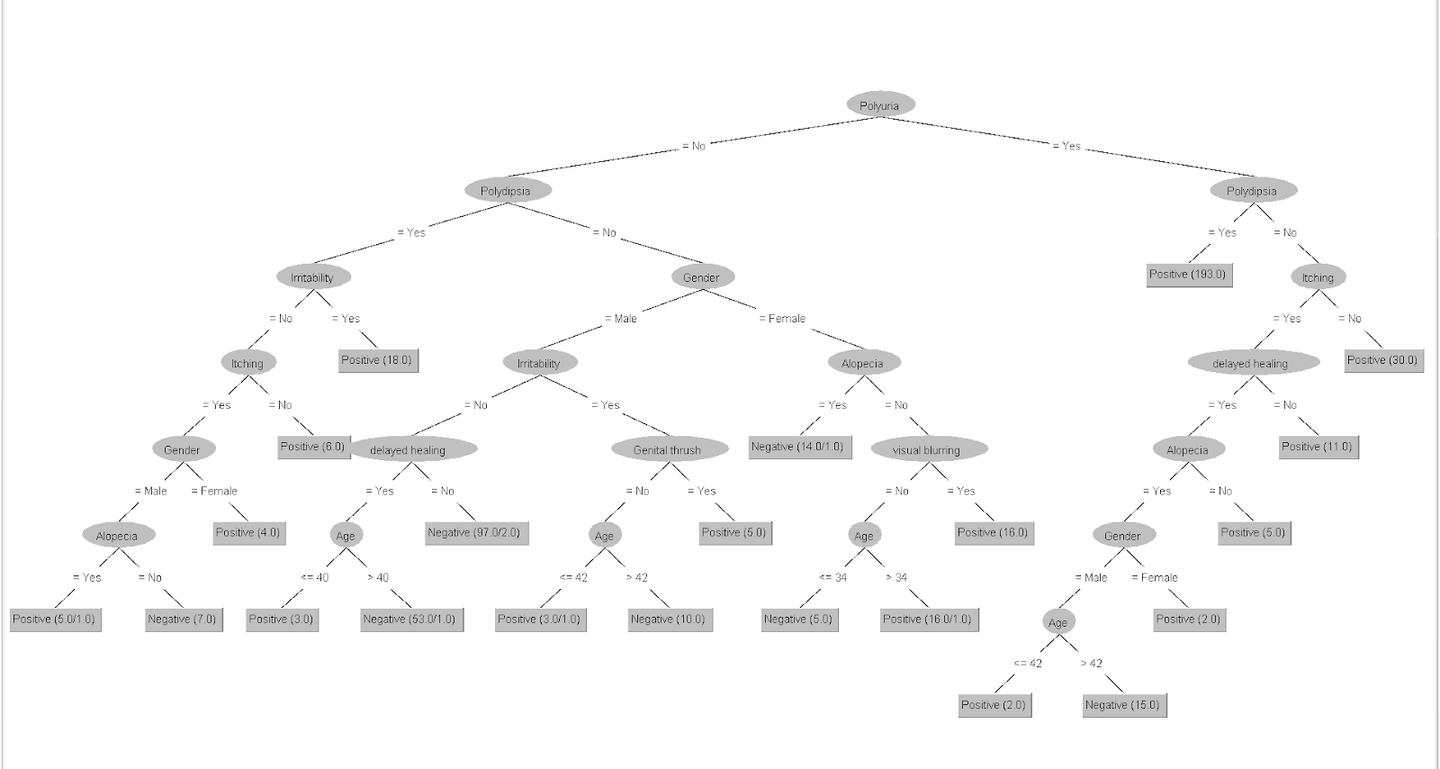 Polyuria
= No
= Yes
Polydipsia
Polydipsia
= Yes
= No
= Yes
= No
Irritability
Gender
Positive (193.0)
Itching
= No
= Yes
= Male
= Female
= Yes
= No
Itching
Positive (18.0)
Irritability
Alopecia
delayed healing
Positive (30.0)
= Yes
= No
= No
= Yes
= Yes
= No
= Yes
= No
Gender
Positive (6.0)
delayed healing
Genital thrush
Negative (14.0/1.0)
visual blurring
Alopecia
Positive (11.0)
= Male
= Female
= Yes
= No
= No
= Yes
= No
= Yes
= Yes
= No
Alopecia
Positive (4.0)
Age
Negative (97.0/2.0)
Age
Positive (5.0)
Age
Positive (16.0)
Gender
Positive (5.0)
= Yes
= No
<= 40
> 40
<= 42
> 42
<= 34
> 34
= Male
= Female
Positive (5.0/1.0)
Negative (7.0)
Positive (3.0)
Negative (53.0/1.0)
Positive (3.0/1.0)
Negative (10.0)
Negative (5.0)
Positive (16.0/1.0)
Age
Positive (2.0)
<= 42
> 42
Positive (2.0)
Negative (15.0)